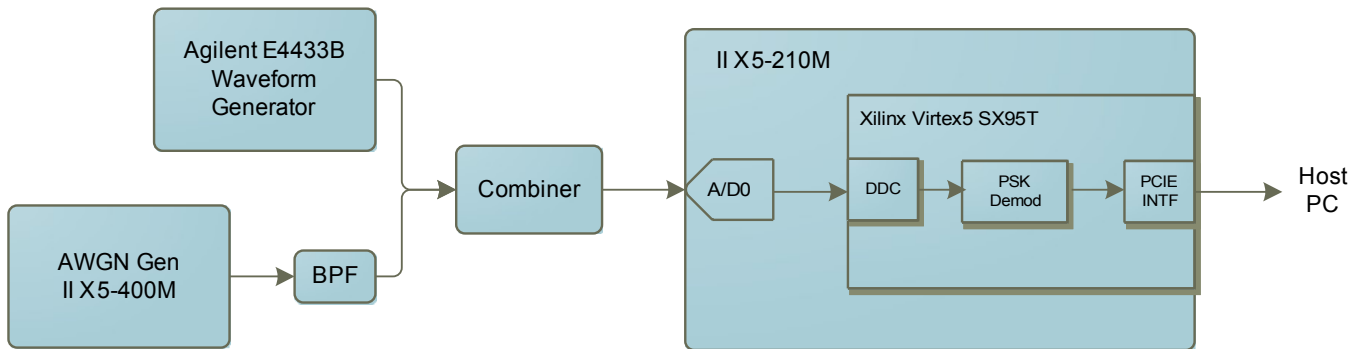 Agilent E4433B
Waveform
Generator
AWGN Gen
II X5-400M
BPF
Combiner
II X5-210M
A/D0
Xilinx Virtex5 SX95T
DDC
PSK
Demod
PCIE
INTF
Host
PC